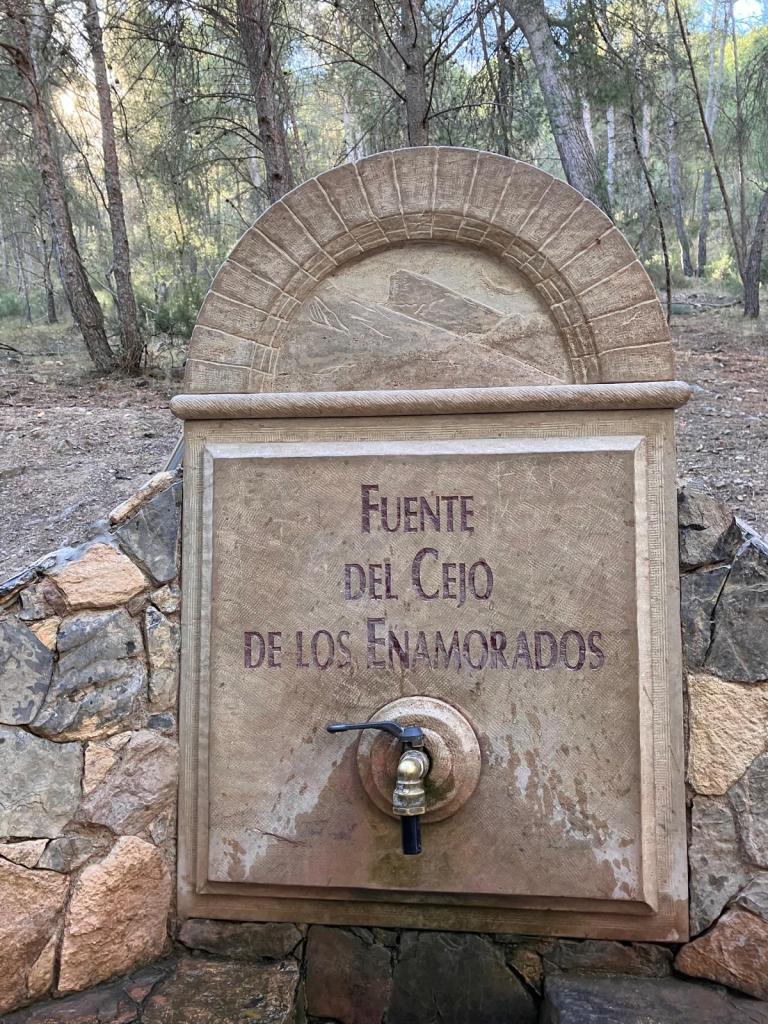 Fuente
del Cejo
de los Enamorados